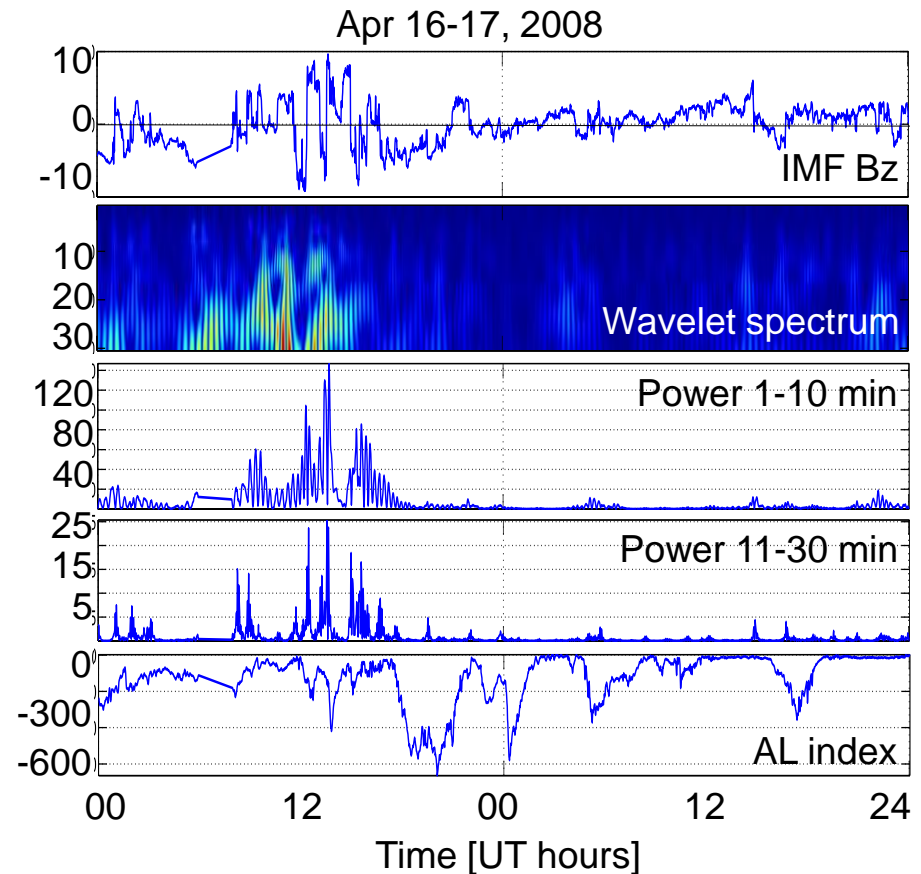 Apr 16-17, 2008
10
0
-10
IMF Bz
10
20
30
Wavelet spectrum
120
80
40
Power 1-10 min
25
15
5
Power 11-30 min
0
-300
-600
AL index
00 12 00 12 24
Time [UT hours]